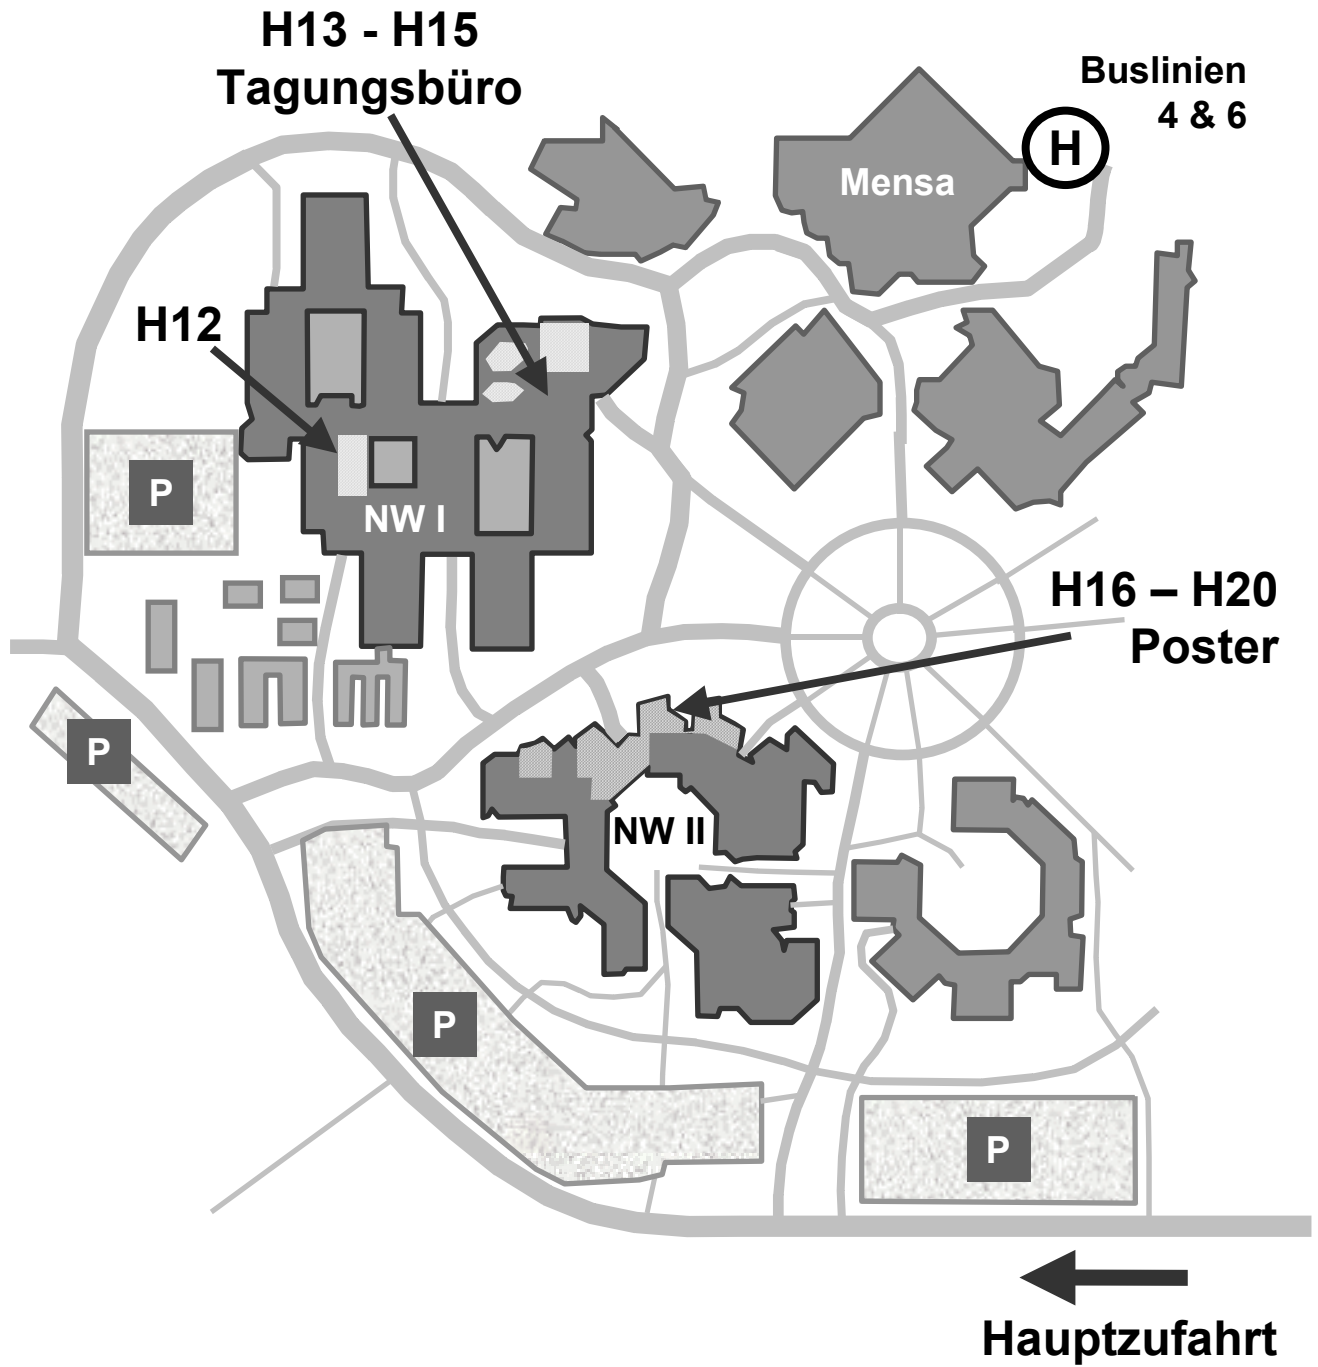 H13 - H15
Tagungsbüro
Buslinien
4 & 6
H
Mensa
H12
P
NW I
H16 – H20
Poster
P
NW II
P
P
Hauptzufahrt